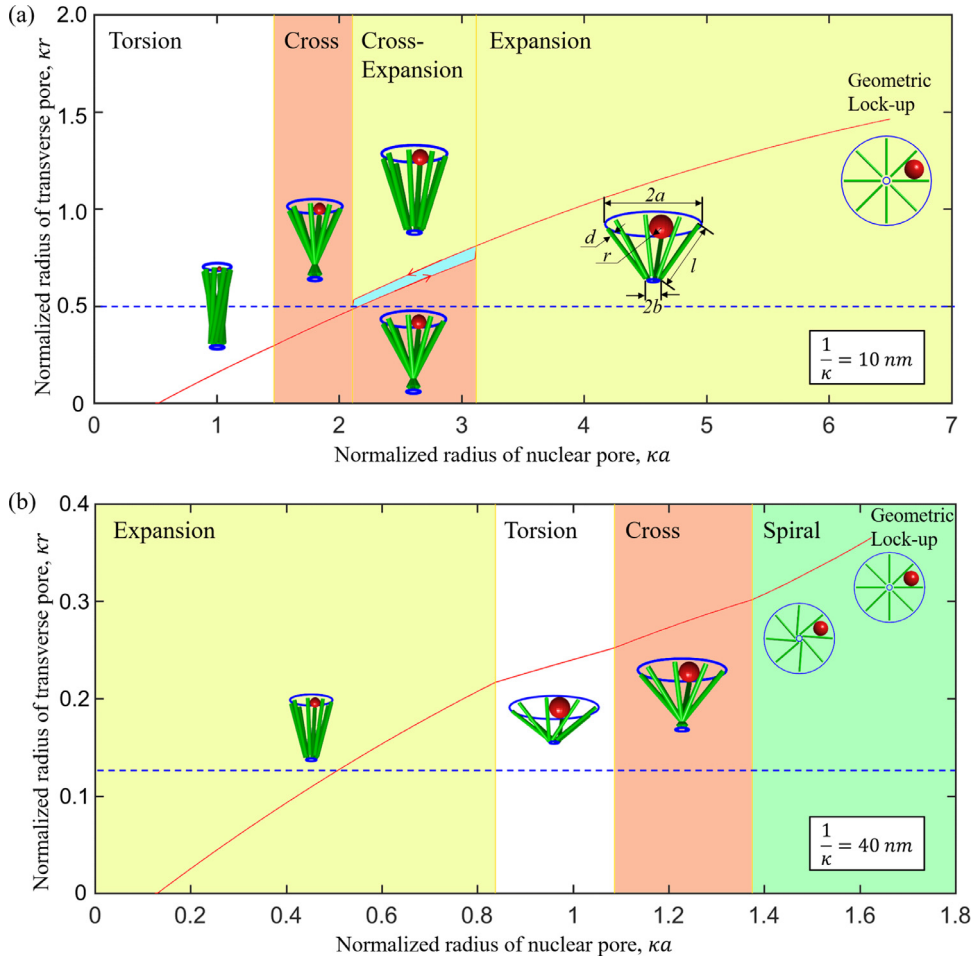 (a)
Normalized radius of transverse pore, κr
2.0
1.5
1.0
0.5
0
Torsion
Cross
Cross-
Expansion
Expansion
Geometric
Lock-up
2a
d
r
l
2b
1/κ = 10 nm
0 1 2 3 4 5 6 7
Normalized radius of nuclear pore, κa
(b)
Normalized radius of transverse pore, κr
0.4
0.3
0.2
0.1
0
Expansion
Torsion
Cross
Spiral
Geometric
Lock-up
1/κ = 40 nm
0 0.2 0.4 0.6 0.8 1 1.2 1.4 1.6 1.8
Normalized radius of nuclear pore, κa